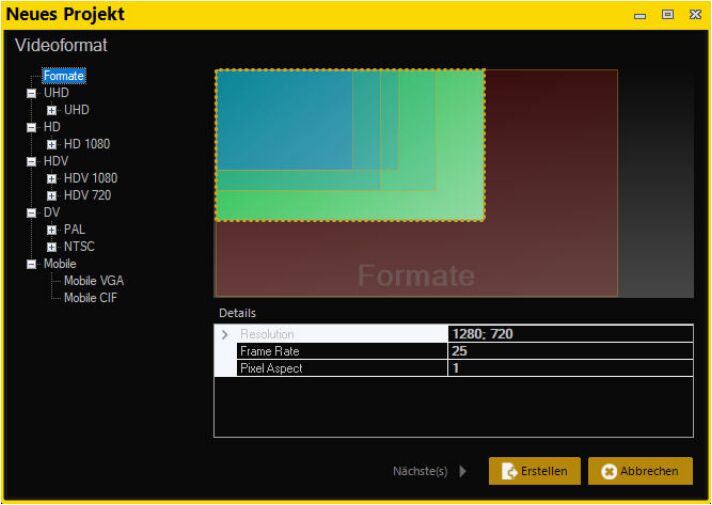 Neues Projekt
Videoformat
Formate
UHD
UHD
HD
HD 1080
HDV
HDV 1080
HDV 720
DV
PAL
NTSC
Mobile
Mobile VGA
Mobile CIF
Formate
Details
Resolution 1280; 720
Frame Rate 25
Pixel Aspect 1
Nächste(s)
Erstellen
Abbrechen